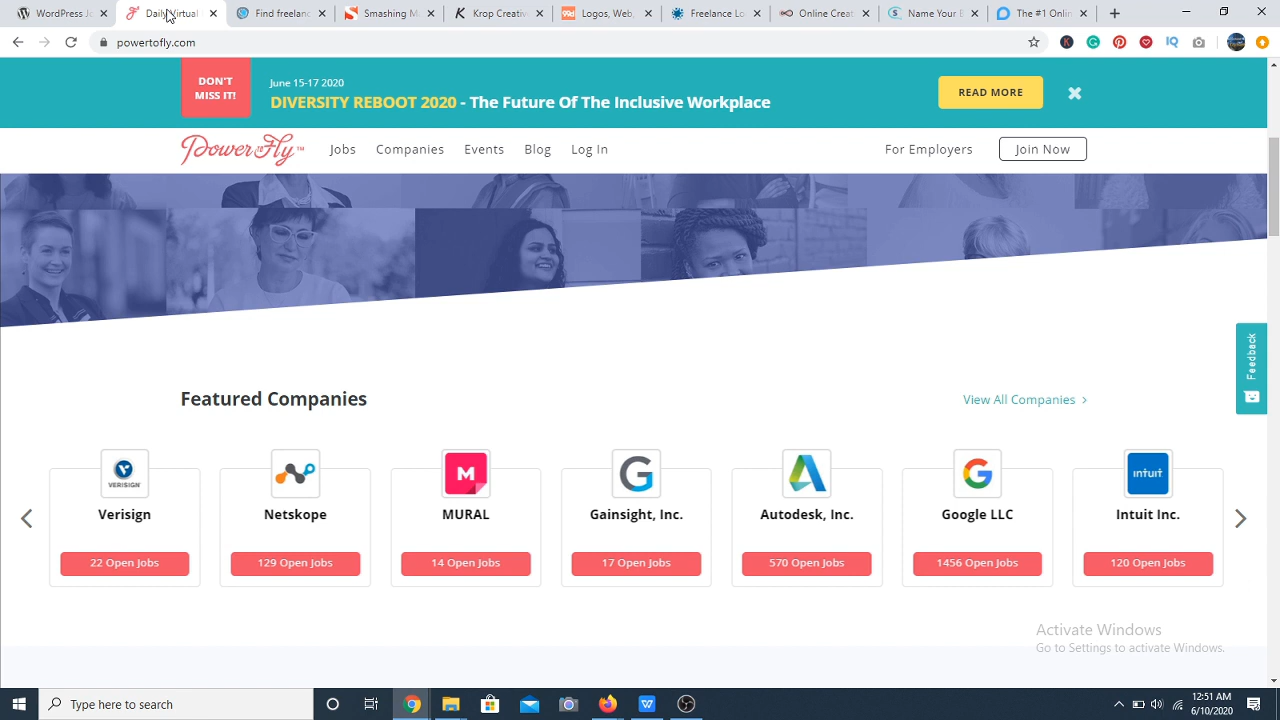 WordPress Jo
Daily Virtual
Find freelanc
Smashing M
Korp Creativ
99d Logos, Web,
Freelance Lo
Online Creat
Name Your B
The #1 Onlin
powertofly.com
DON'T
MISS IT!
June 15-17 2020
DIVERSITY REBOOT 2020 - The Future Of The Inclusive Workplace
READ MORE
PowerToFly™ Jobs Companies Events Blog Log In For Employers Join Now
Feedback
Featured Companies
View All Companies
VERISIGN
M
G
G
intuit
Verisign Netskope MURAL Gainsight, Inc. Autodesk, Inc. Google LLC Intuit Inc.
22 Open Jobs 129 Open Jobs 14 Open Jobs 17 Open Jobs 570 Open Jobs 1456 Open Jobs 120 Open Jobs
Activate Windows
Go to Settings to activate Windows.
Type here to search
12:51 AM
6/10/2020